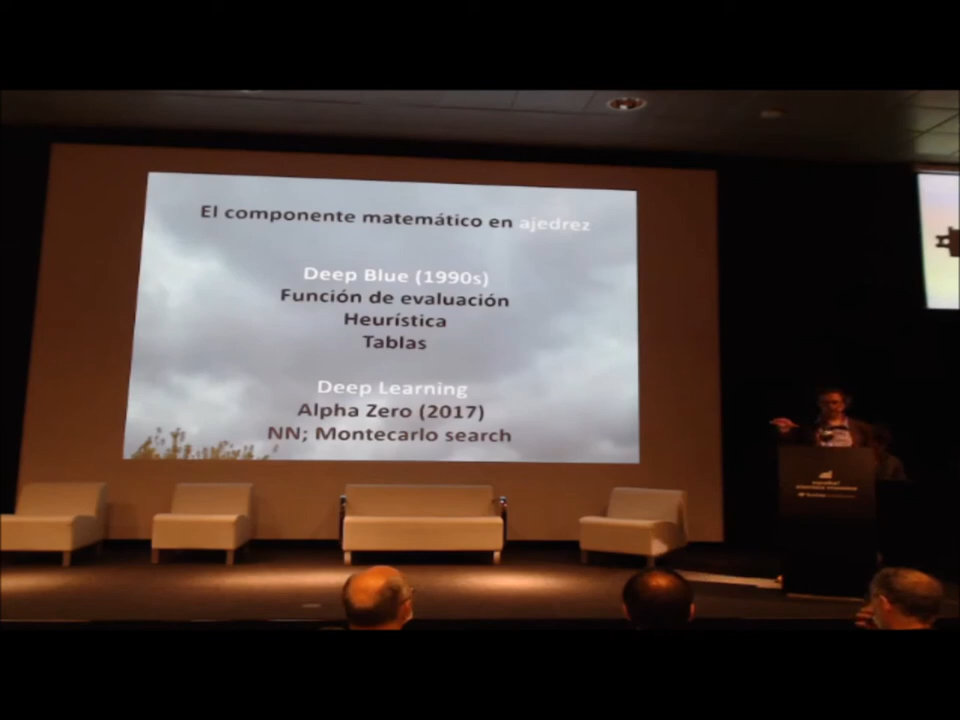 El componente matemático en ajedrez
Deep Blue (1990s)
Función de evaluación
Heurística
Tablas
Deep Learning
Alpha Zero (2017)
NN; Montecarlo search